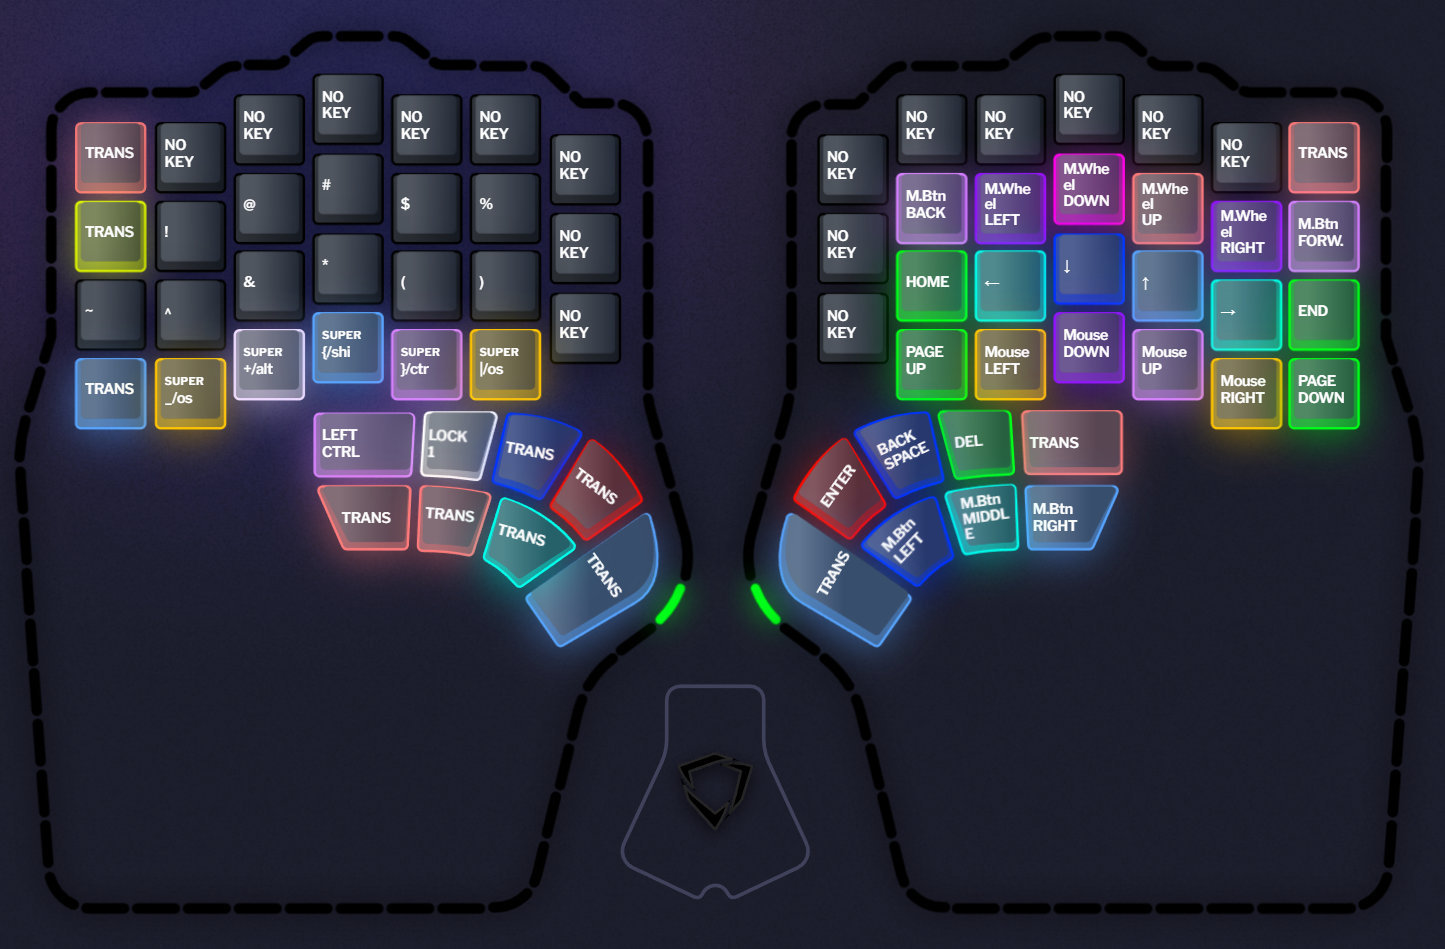 TRANS
NO
KEY
NO
KEY
NO
KEY
NO
KEY
NO
KEY
NO
KEY
TRANS
!
@
#
$
%
NO
KEY
~
^
&
*
(
)
NO
KEY
TRANS
SUPER
_/os
SUPER
+/alt
SUPER
{/shi
SUPER
}/ctr
SUPER
|/os
LEFT
CTRL
LOCK
1
TRANS
TRANS
TRANS
TRANS
TRANS
TRANS
NO
KEY
NO
KEY
NO
KEY
NO
KEY
NO
KEY
NO
KEY
TRANS
NO
KEY
M.Btn
BACK
M.Whe
el
LEFT
M.Whe
el
DOWN
M.Whe
el
UP
M.Whe
el
RIGHT
M.Btn
FORW.
NO
KEY
HOME
←
↓
↑
→
END
PAGE
UP
Mouse
LEFT
Mouse
DOWN
Mouse
UP
Mouse
RIGHT
PAGE
DOWN
ENTER
BACK
SPACE
DEL
TRANS
TRANS
M.Btn
LEFT
M.Btn
MIDDL
E
M.Btn
RIGHT